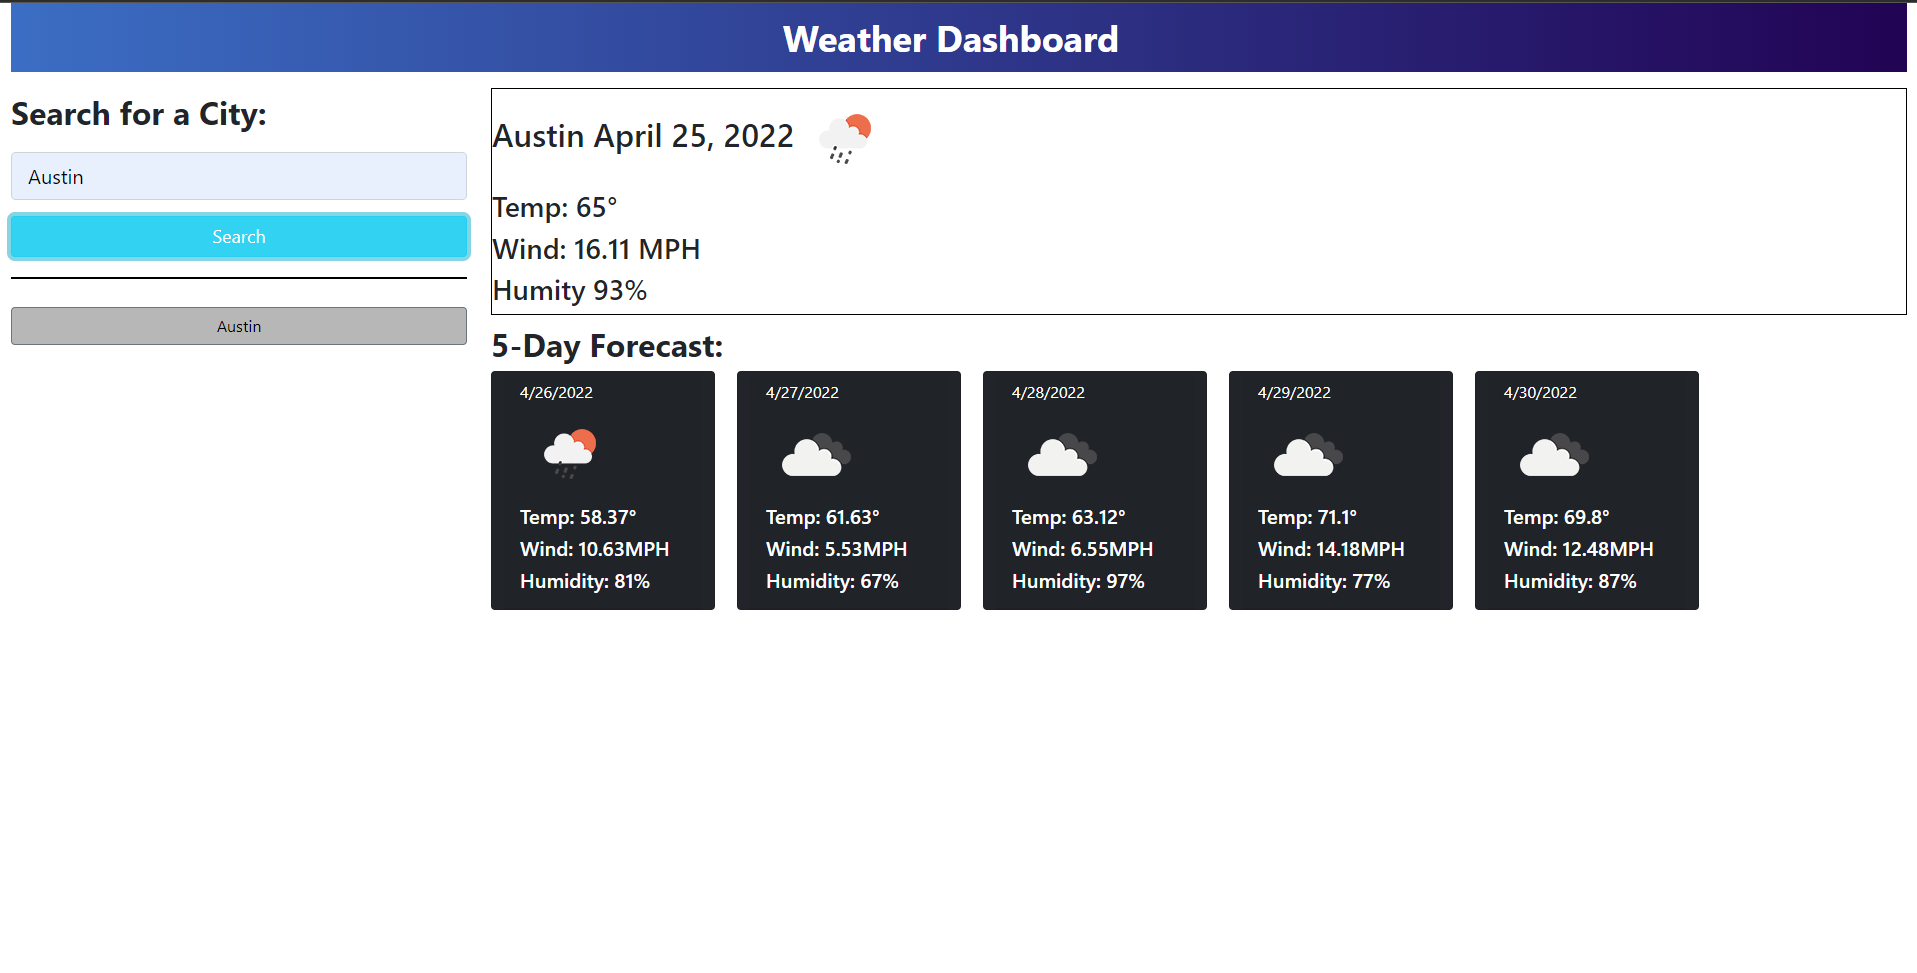 Weather Dashboard
Search for a City:
Austin
Search
Austin
Austin April 25, 2022
Temp: 65°
Wind: 16.11 MPH
Humity 93%
5-Day Forecast:
4/26/2022
Temp: 58.37°
Wind: 10.63MPH
Humidity: 81%
4/27/2022
Temp: 61.63°
Wind: 5.53MPH
Humidity: 67%
4/28/2022
Temp: 63.12°
Wind: 6.55MPH
Humidity: 97%
4/29/2022
Temp: 71.1°
Wind: 14.18MPH
Humidity: 77%
4/30/2022
Temp: 69.8°
Wind: 12.48MPH
Humidity: 87%